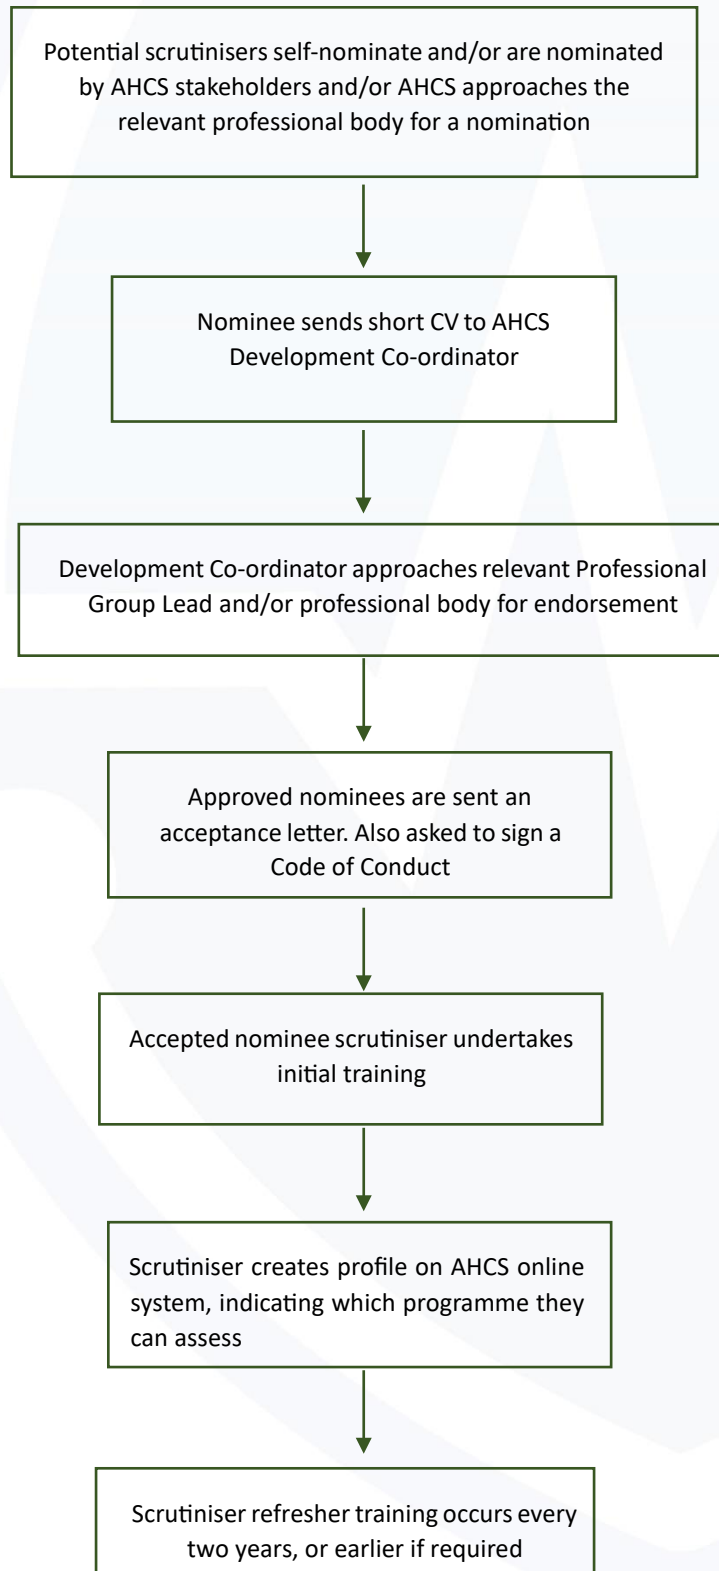 Potential scrutinisers self-nominate and/or are nominated
by AHCS stakeholders and/or AHCS approaches the
relevant professional body for a nomination
Nominee sends short CV to AHCS
Development Co-ordinator
Development Co-ordinator approaches relevant Professional
Group Lead and/or professional body for endorsement
Approved nominees are sent an
acceptance letter. Also asked to sign a
Code of Conduct
Accepted nominee scrutiniser undertakes
initial training
Scrutiniser creates profile on AHCS online
system, indicating which programme they
can assess
Scrutiniser refresher training occurs every
two years, or earlier if required